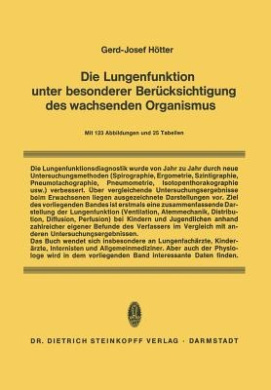 Gerd-Josef Hötter
Die Lungenfunktion
unter besonderer Berücksichtigung
des wachsenden Organismus
Mit 133 Abbildungen und 25 Tabellen
Die Lungenfunktionsdiagnostik wurde von Jahr zu Jahr durch neue
Untersuchungsmethoden (Spirographie, Ergometrie, Szintigraphie,
Pneumotachographie, Pneumometrie, Isotopenthorakographie
usw.) verbessert. Über vergleichende Untersuchungsergebnisse
beim Erwachsenen liegen ausgezeichnete Darstellungen vor. Ziel
des vorliegenden Bandes ist erstmals eine zusammenfassende Dar-
stellung der Lungenfunktion (Ventilation, Atemmechanik, Distribu-
tion, Diffusion, Perfusion) bei Kindern und Jugendlichen anhand
zahlreicher eigener Befunde des Verfassers im Vergleich mit an-
deren Untersuchungsergebnissen.
Das Buch wendet sich insbesondere an Lungenfachärzte, Kinder-
ärzte, Internisten und Allgemeinmediziner. Aber auch der Physio-
loge wird in dem vorliegenden Band interessante Daten finden.
DR. DIETRICH STEINKOPFF VERLAG · DARMSTADT